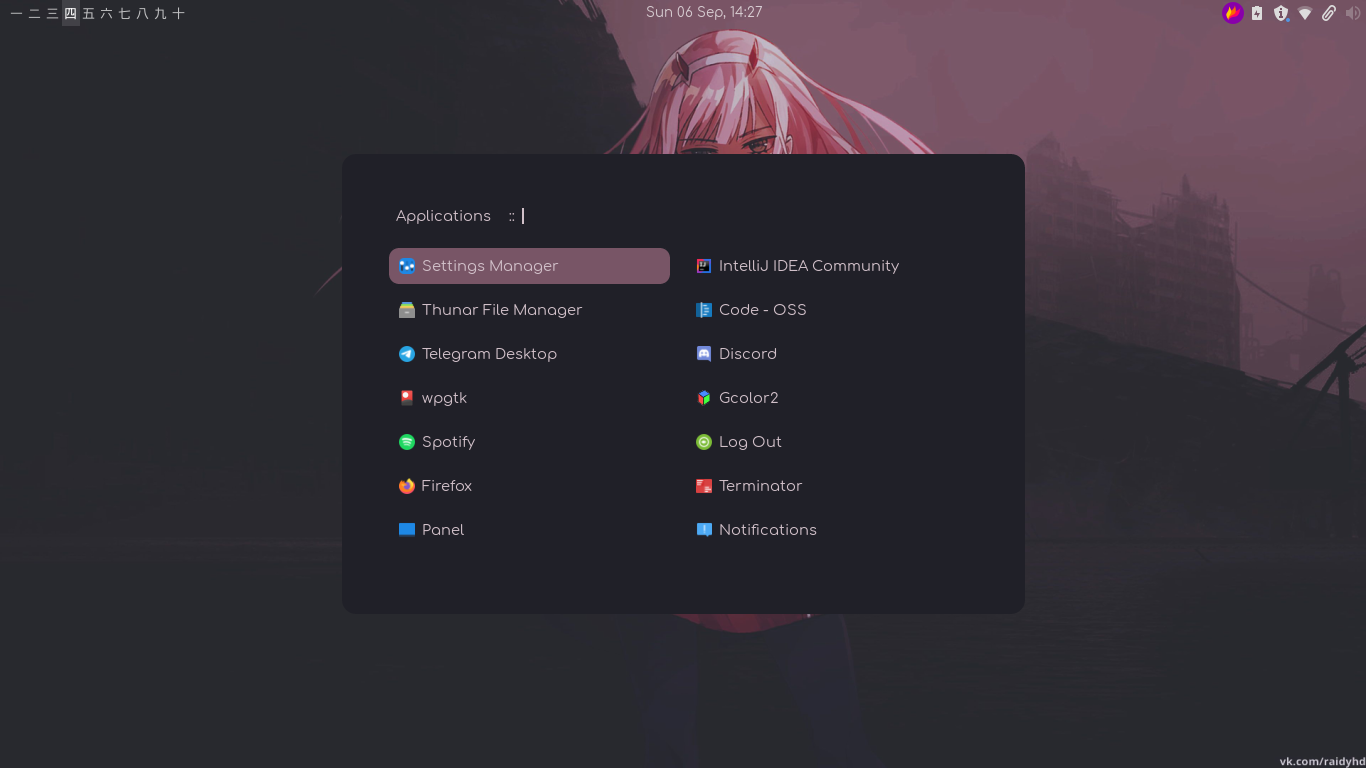 一 二 三 四 五 六 七 八 九 十
Sun 06 Sep, 14:27
Applications :: 
Settings Manager
IntelliJ IDEA Community
Thunar File Manager
Code - OSS
Telegram Desktop
Discord
wpgtk
Gcolor2
Spotify
Log Out
Firefox
Terminator
Panel
Notifications
vk.com/raidyhd